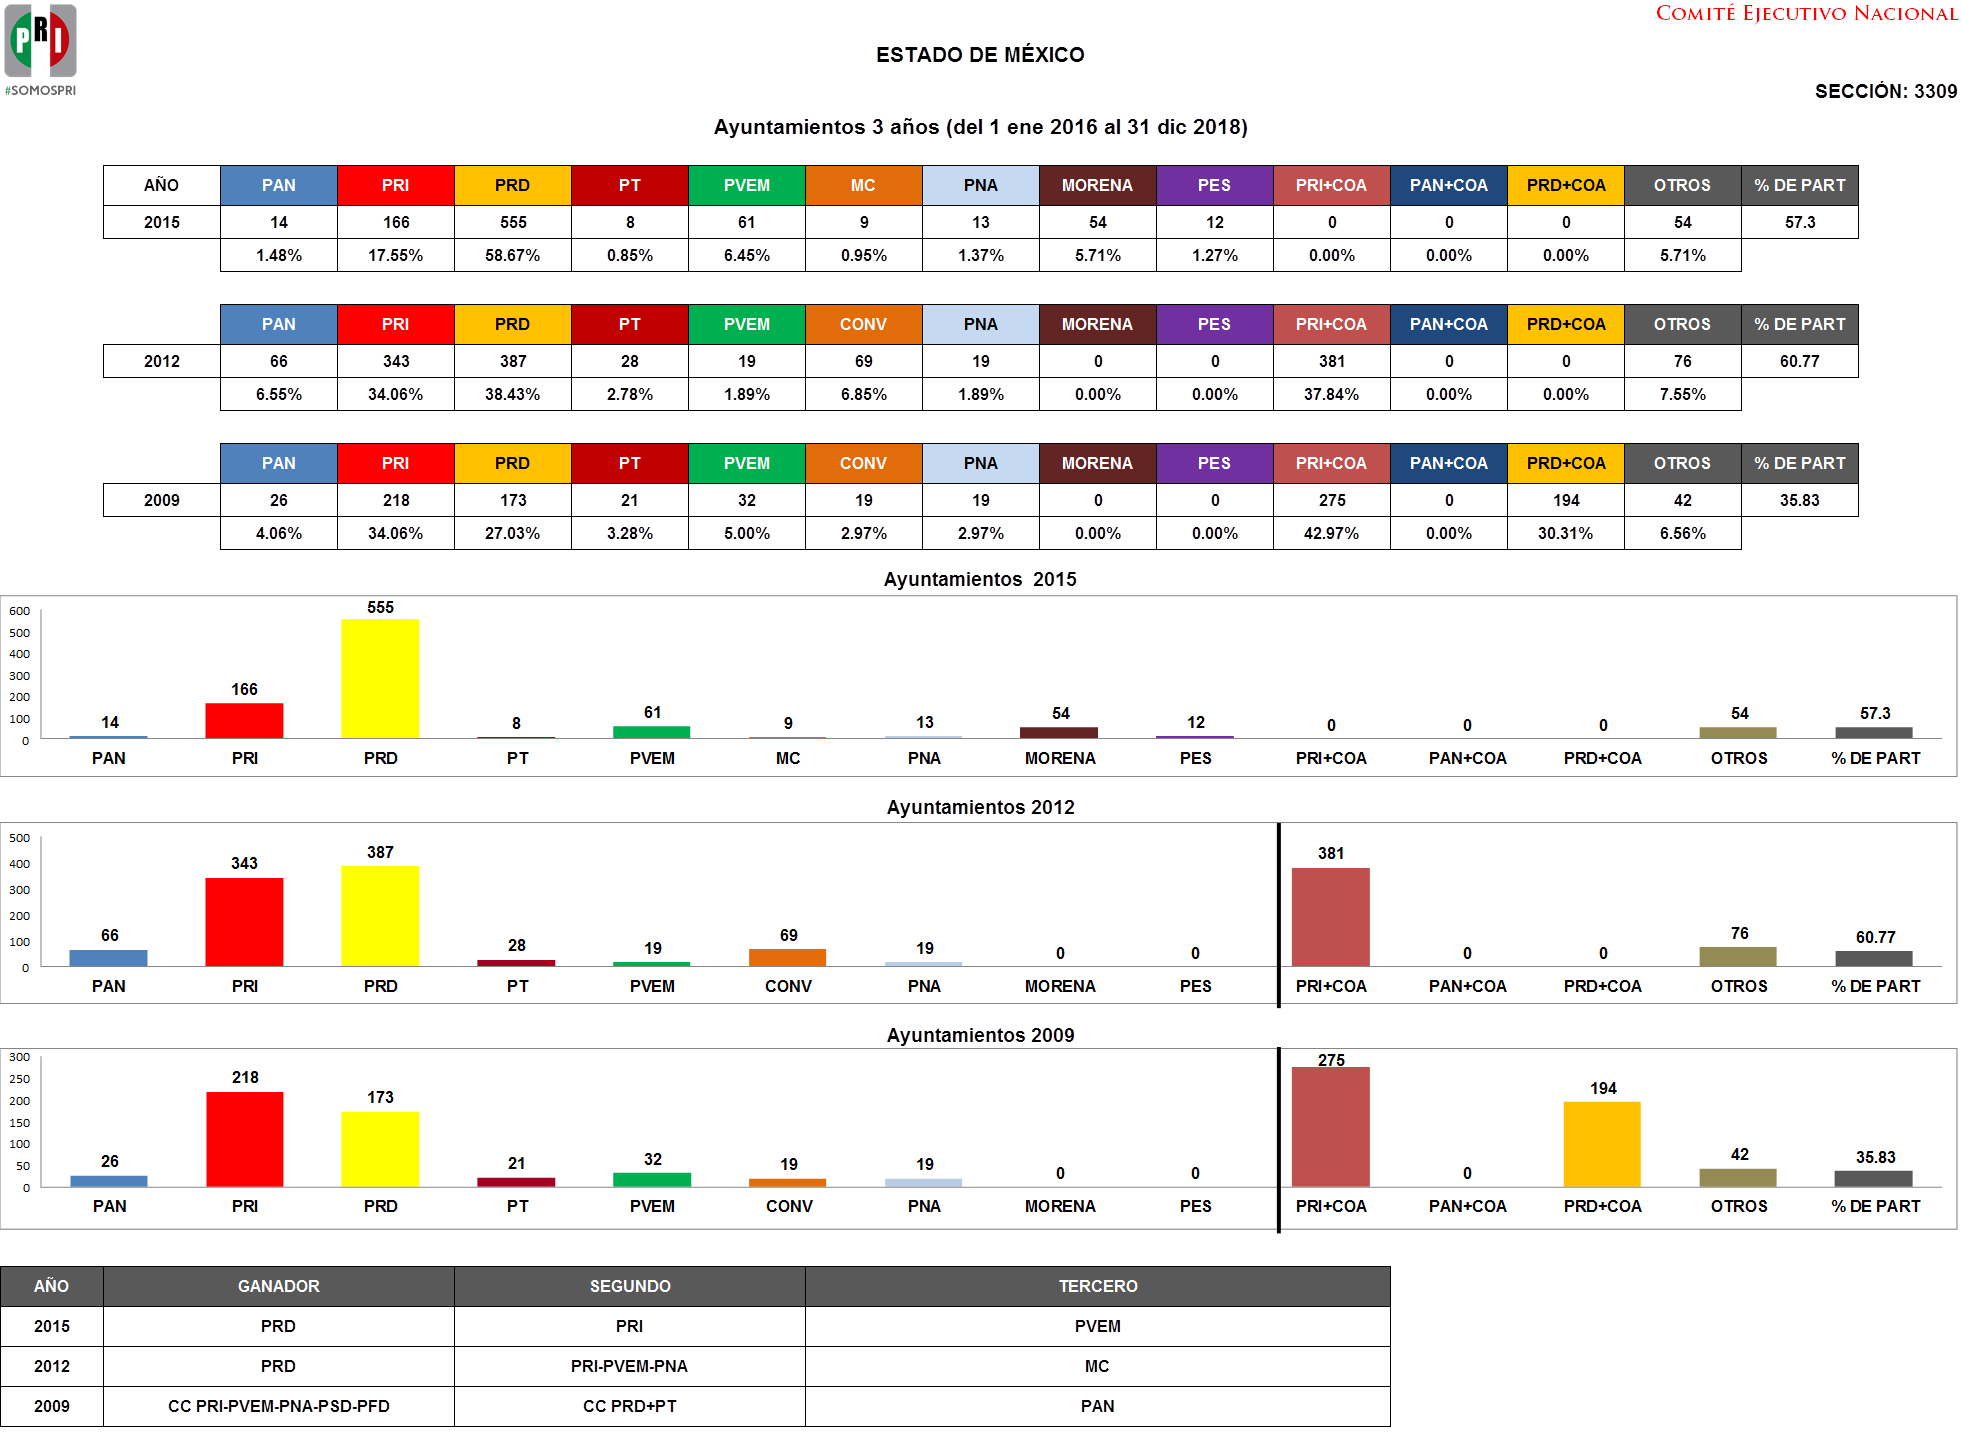 PRI
#SOMOSPRI
COMITÉ EJECUTIVO NACIONAL
ESTADO DE MÉXICO
SECCIÓN: 3309
Ayuntamientos 3 años (del 1 ene 2016 al 31 dic 2018)
AÑO PAN PRI PRD PT PVEM MC PNA MORENA PES PRI+COA PAN+COA PRD+COA OTROS % DE PART
2015 14 166 555 8 61 9 13 54 12 0 0 0 54 57.3
1.48% 17.55% 58.67% 0.85% 6.45% 0.95% 1.37% 5.71% 1.27% 0.00% 0.00% 0.00% 5.71%
PAN PRI PRD PT PVEM CONV PNA MORENA PES PRI+COA PAN+COA PRD+COA OTROS % DE PART
2012 66 343 387 28 19 69 19 0 0 381 0 0 76 60.77
6.55% 34.06% 38.43% 2.78% 1.89% 6.85% 1.89% 0.00% 0.00% 37.84% 0.00% 0.00% 7.55%
PAN PRI PRD PT PVEM CONV PNA MORENA PES PRI+COA PAN+COA PRD+COA OTROS % DE PART
2009 26 218 173 21 32 19 19 0 0 275 0 194 42 35.83
4.06% 34.06% 27.03% 3.28% 5.00% 2.97% 2.97% 0.00% 0.00% 42.97% 0.00% 30.31% 6.56%
Ayuntamientos 2015
600
500
400
300
200
100
0
14 166 555 8 61 9 13 54 12 0 0 0 54 57.3
PAN PRI PRD PT PVEM MC PNA MORENA PES PRI+COA PAN+COA PRD+COA OTROS % DE PART
Ayuntamientos 2012
500
400
300
200
100
0
66 343 387 28 19 69 19 0 0 381 0 0 76 60.77
PAN PRI PRD PT PVEM CONV PNA MORENA PES PRI+COA PAN+COA PRD+COA OTROS % DE PART
Ayuntamientos 2009
300
250
200
150
100
50
0
26 218 173 21 32 19 19 0 0 275 0 194 42 35.83
PAN PRI PRD PT PVEM CONV PNA MORENA PES PRI+COA PAN+COA PRD+COA OTROS % DE PART
AÑO GANADOR SEGUNDO TERCERO
2015 PRD PRI PVEM
2012 PRD PRI-PVEM-PNA MC
2009 CC PRI-PVEM-PNA-PSD-PFD CC PRD+PT PAN